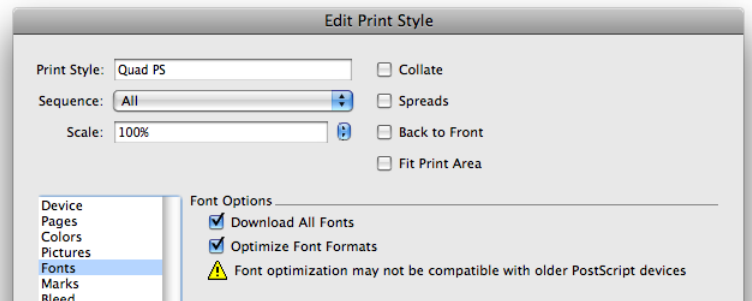 Edit Print Style
Print Style: Quad PS
Collate
Sequence: All
Spreads
Scale: 100%
Back to Front
Fit Print Area
Device
Pages
Colors
Pictures
Fonts
Marks
Bleed
Font Options
Download All Fonts
Optimize Font Formats
Font optimization may not be compatible with older PostScript devices